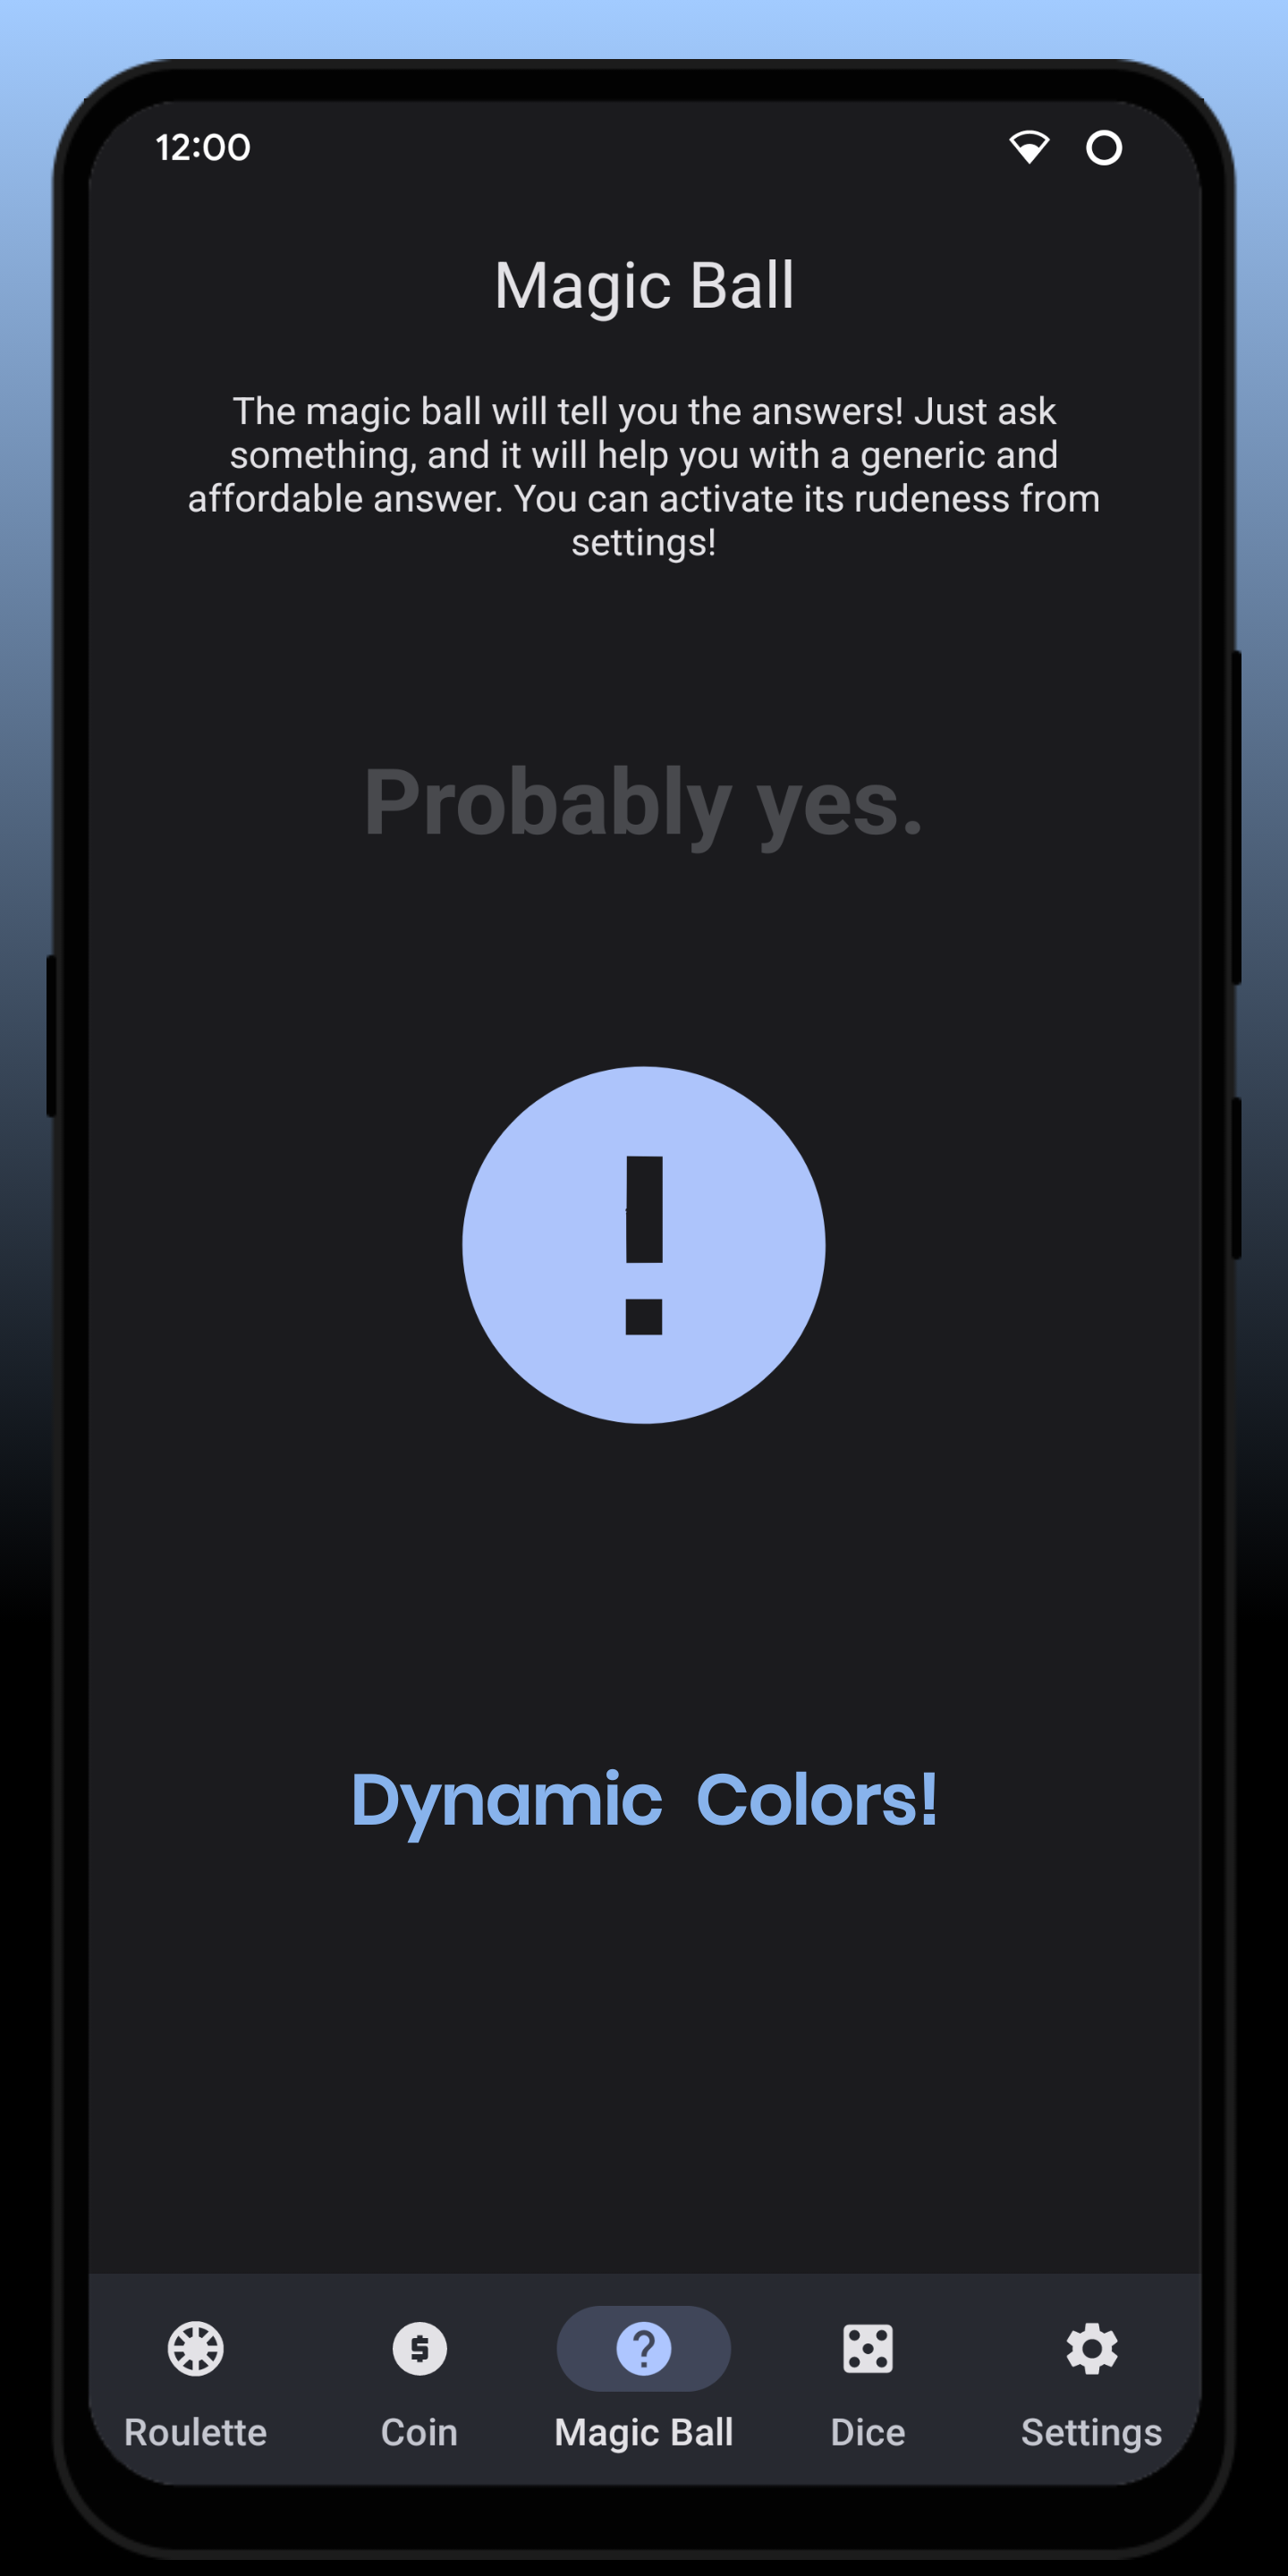 12:00
Magic Ball
The magic ball will tell you the answers! Just ask
something, and it will help you with a generic and
affordable answer. You can activate its rudeness from
settings!
Probably yes.
!
Dynamic Colors!
$ ?
Roulette Coin Magic Ball Dice Settings